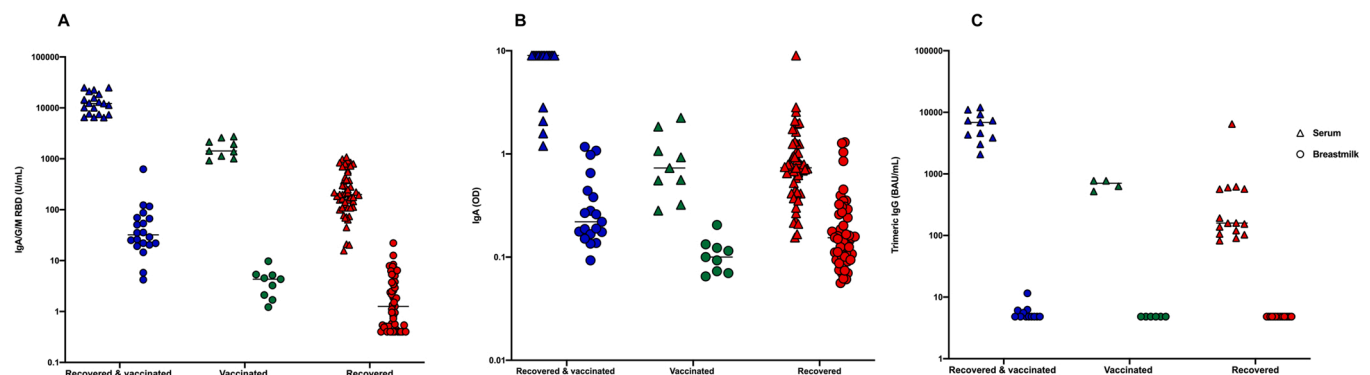 A
IgA/G/M RBD (U/mL)
100000
10000
1000
100
10
1
0.1
Recovered & vaccinated
Vaccinated
Recovered
B
IgA (OD)
10
1
0.1
0.01
Recovered & vaccinated
Vaccinated
Recovered
C
Trimeric IgG (BAU/mL)
100000
10000
1000
100
10
1
Recovered & vaccinated
Vaccinated
Recovered
Serum
Breastmilk